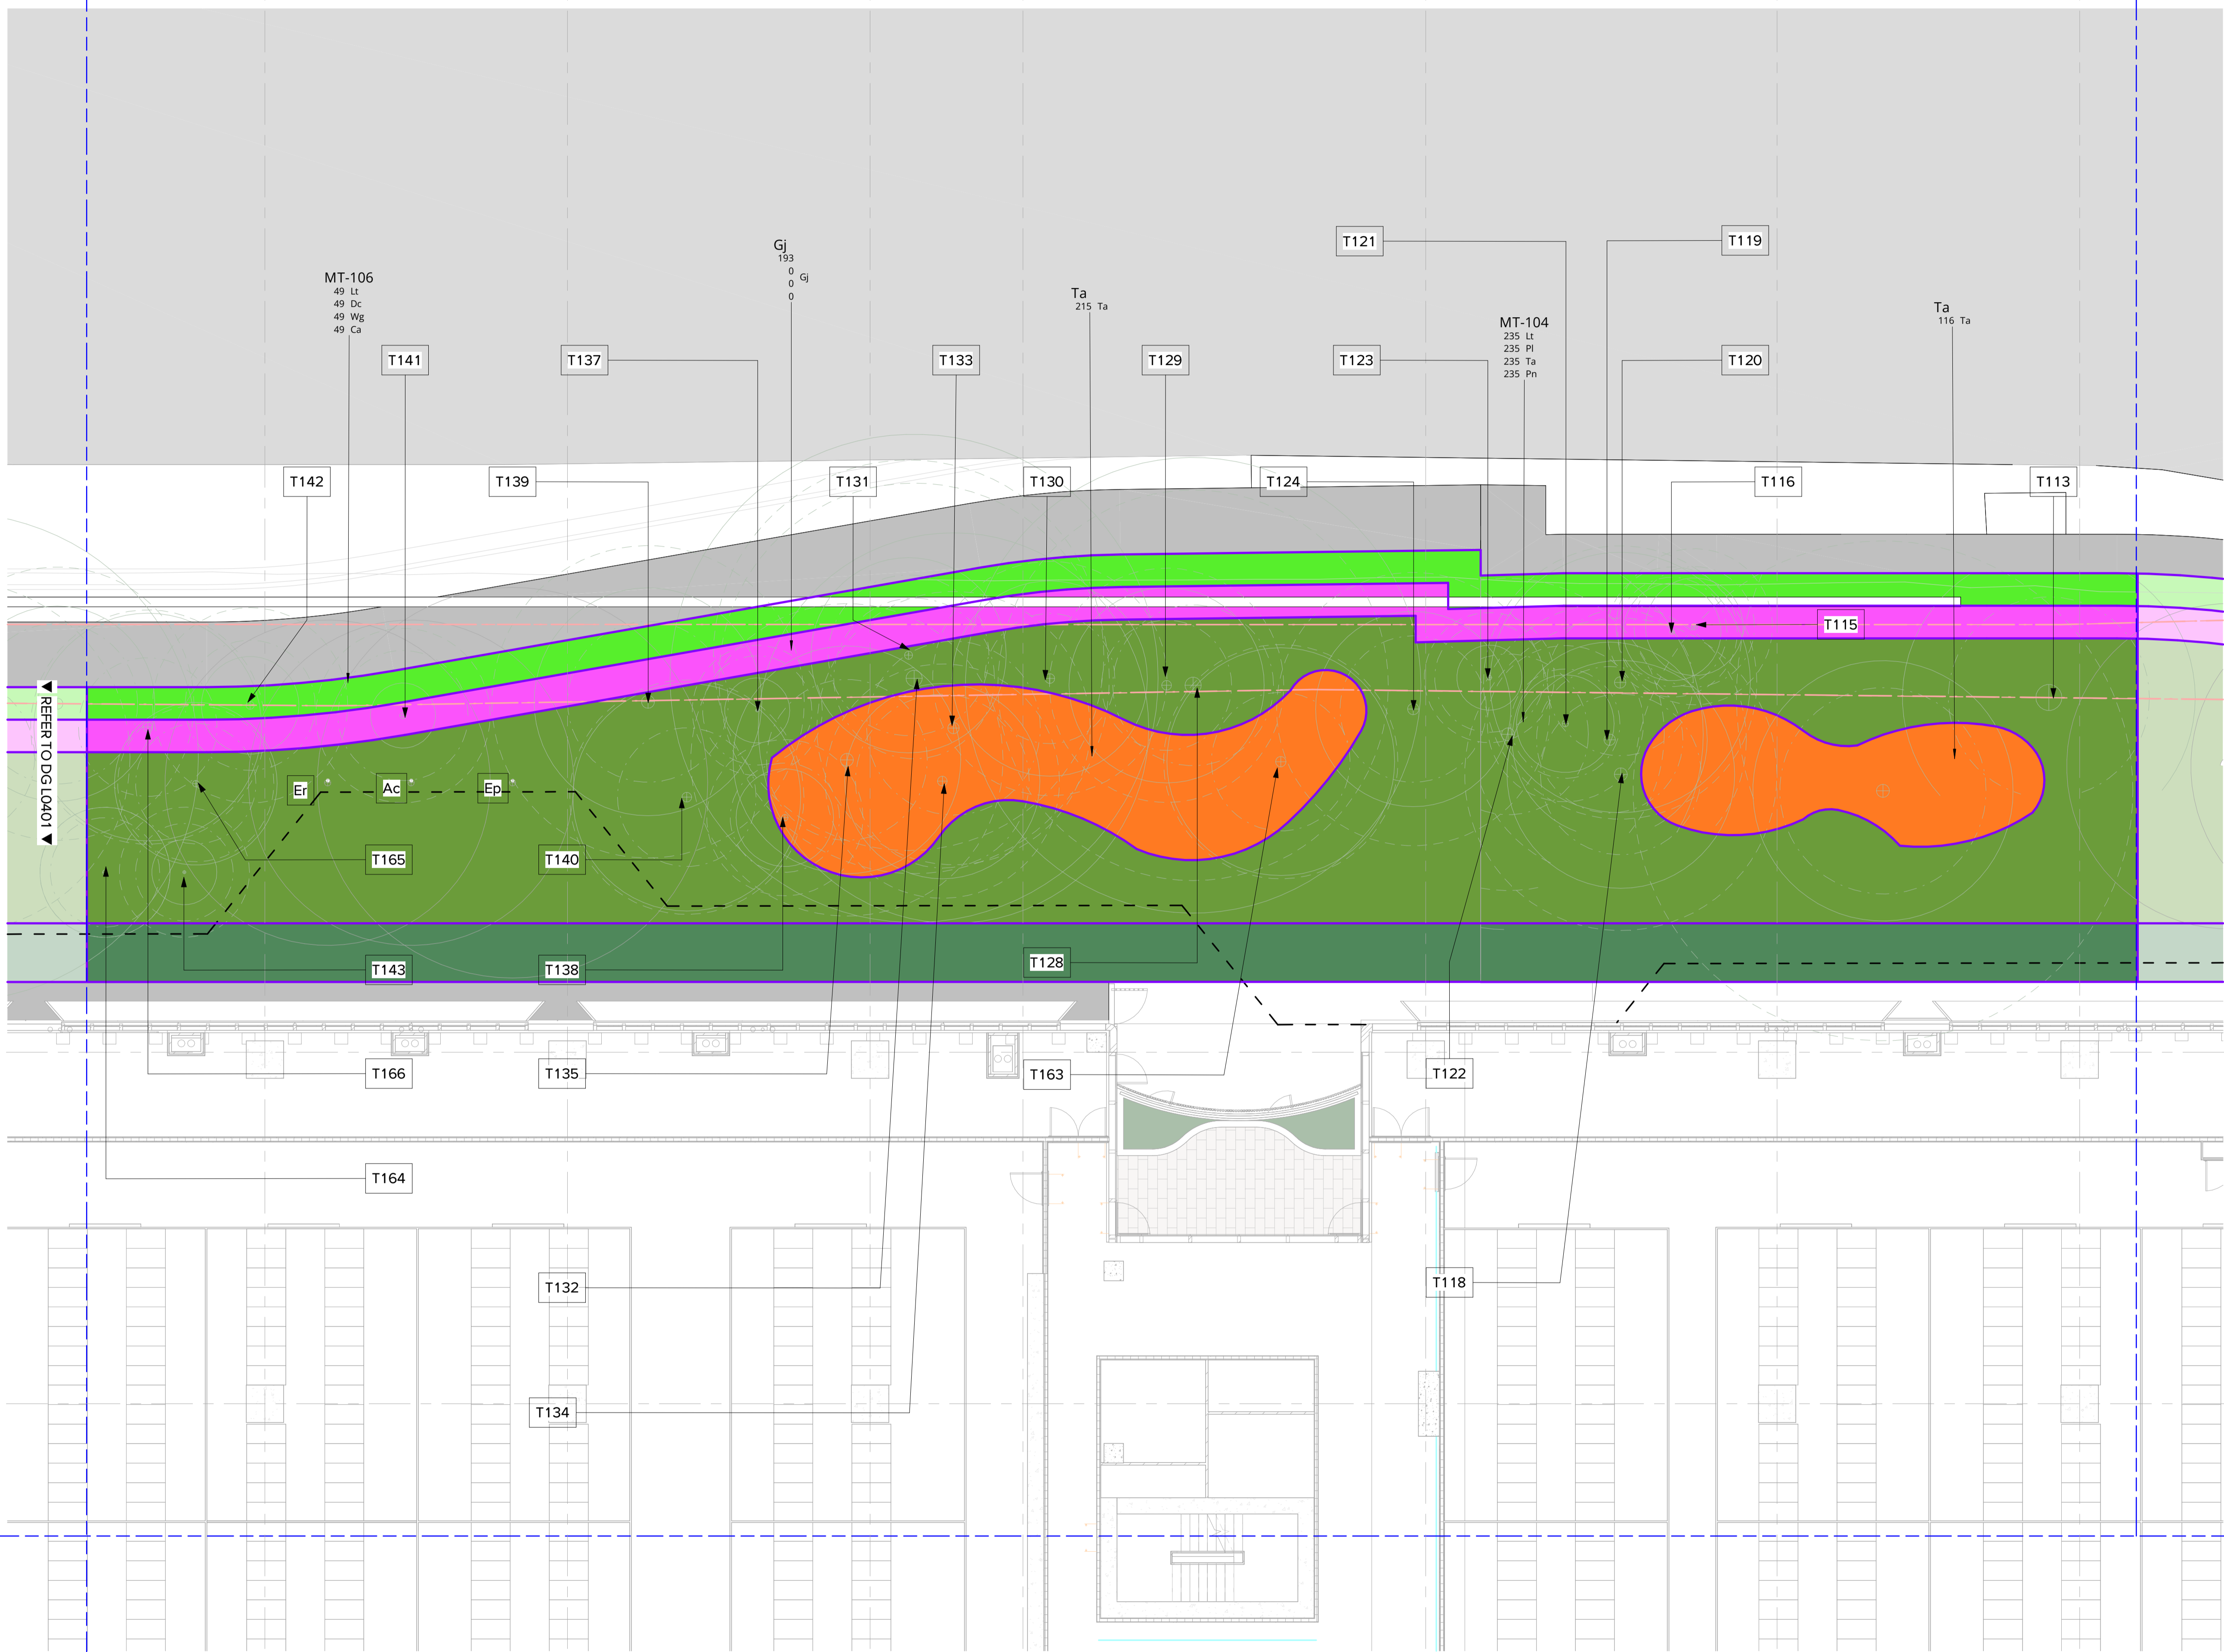 T121
T119
Gj
193
0
0 Gj
0
MT-106
49 Lt
49 Dc
49 Wg
49 Ca
Ta
215 Ta
Ta
116 Ta
MT-104
235 Lt
235 Pl
235 Ta
235 Pn
T141
T137
T133
T129
T123
T120
T142
T139
T131
T130
T124
T116
T113
T115
◀ REFER TO DG L0401 ◀
Er
Ac
Ep
T165
T140
T143
T138
T128
T166
T135
T163
T122
T164
T132
T118
T134